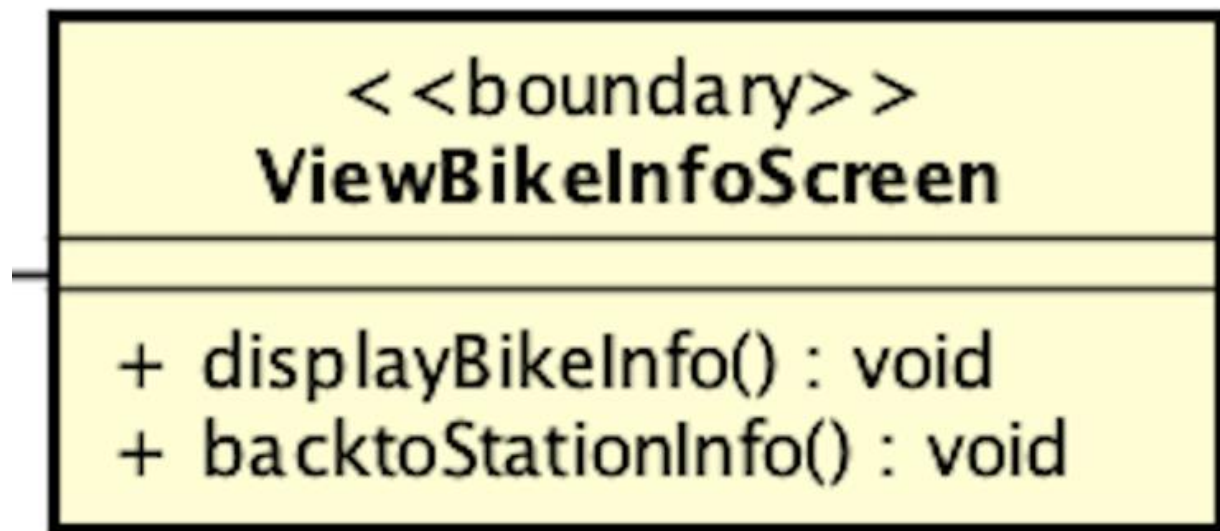 <<boundary>>
ViewBikeInfoScreen
+ displayBikeInfo() : void
+ backtoStationInfo() : void